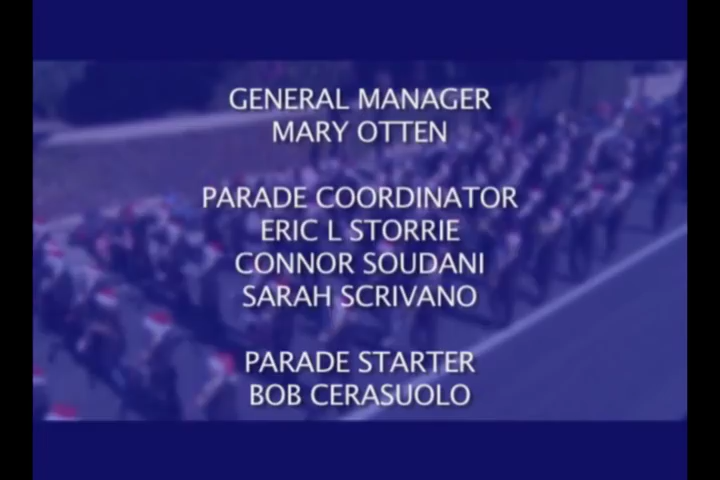 GENERAL MANAGER
MARY OTTEN
PARADE COORDINATOR
ERIC L STORRIE
CONNOR SOUDANI
SARAH SCRIVANO
PARADE STARTER
BOB CERASUOLO